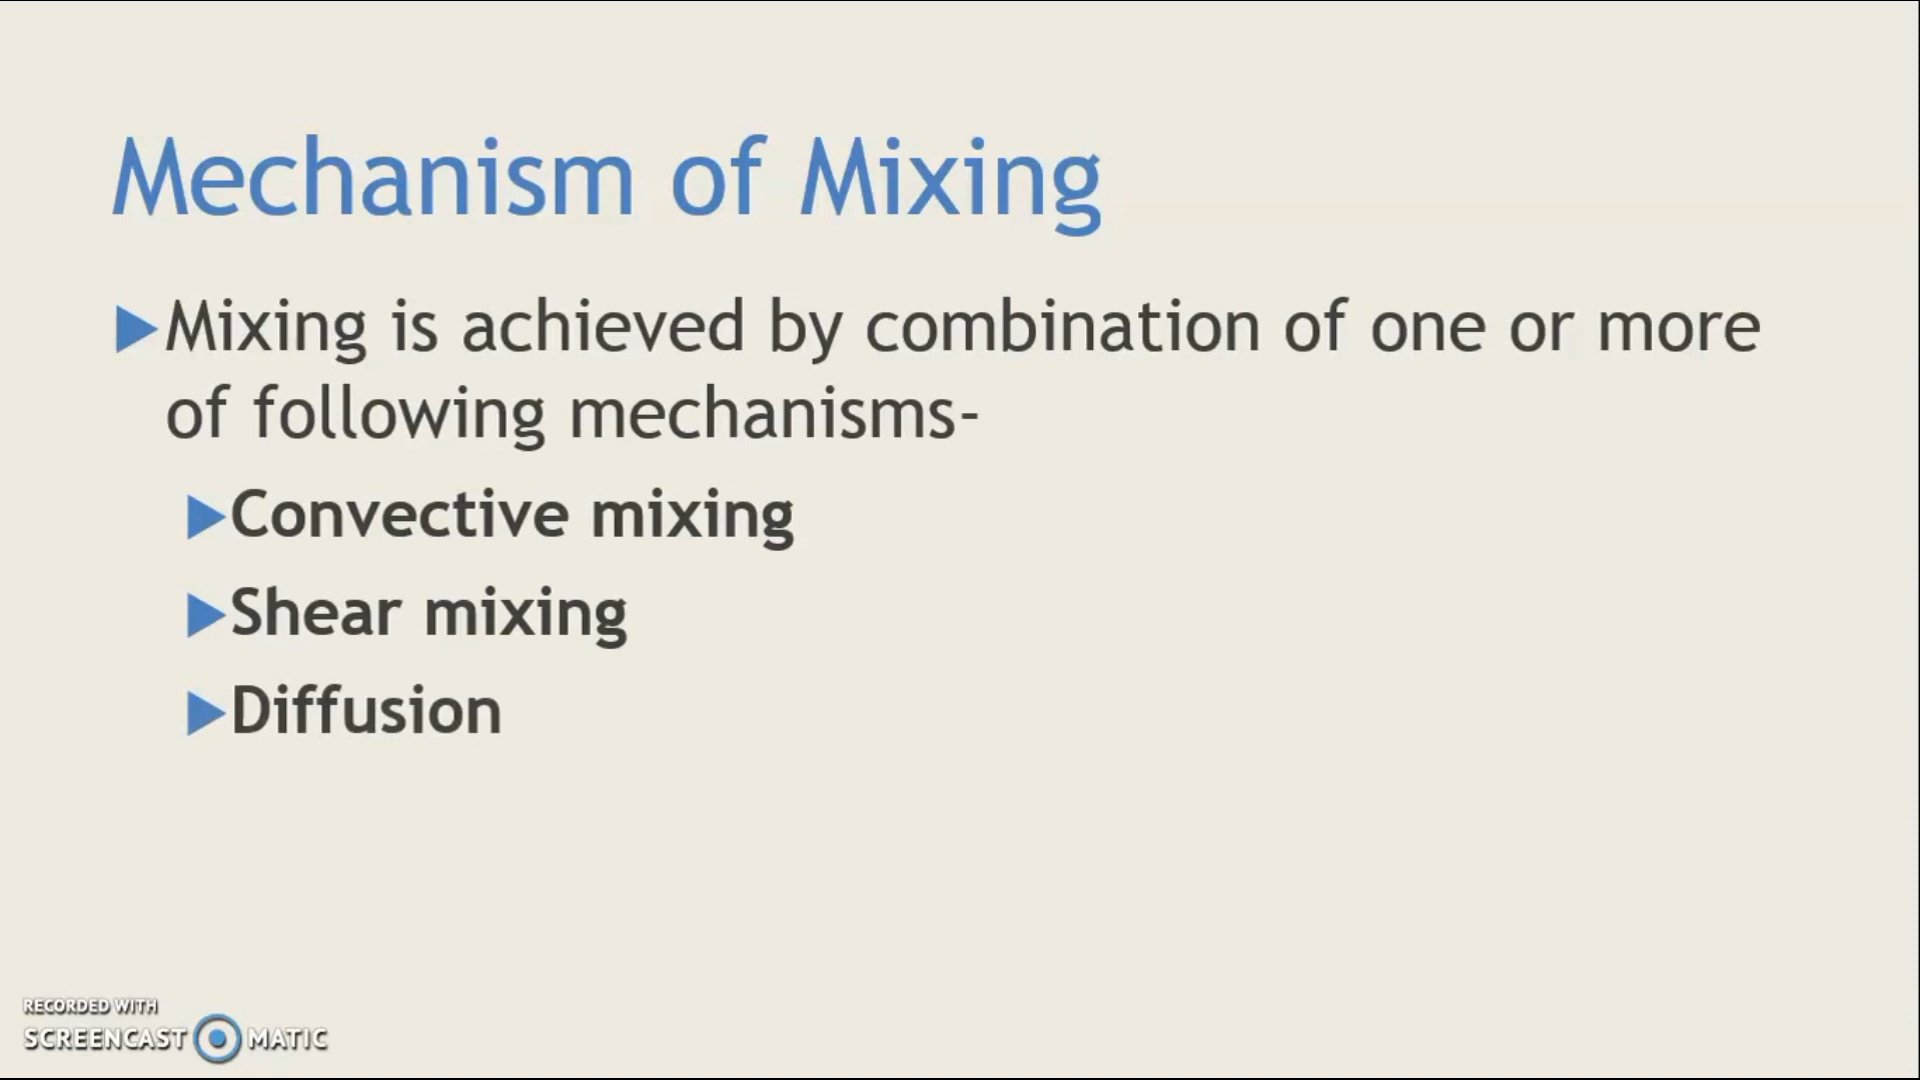 Mechanism of Mixing
Mixing is achieved by combination of one or more
of following mechanisms-
Convective mixing
Shear mixing
Diffusion
RECORDED WITH
SCREENCAST MATIC